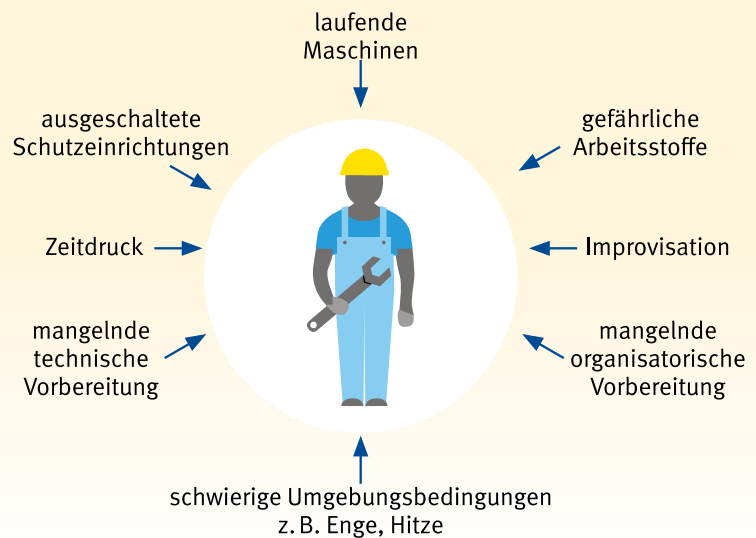 laufende
Maschinen
ausgeschaltete
Schutzeinrichtungen
gefährliche
Arbeitsstoffe
Zeitdruck
Improvisation
mangelnde
technische
Vorbereitung
mangelnde
organisatorische
Vorbereitung
schwierige Umgebungsbedingungen
z. B. Enge, Hitze